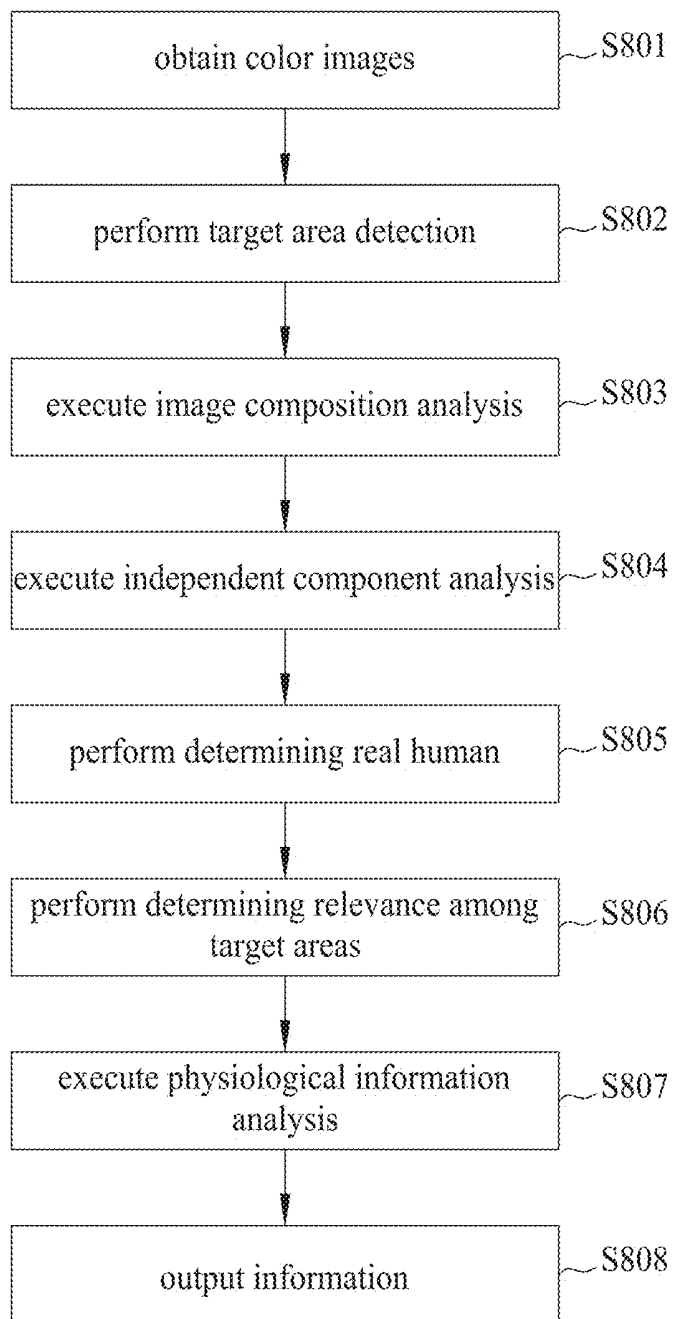 obtain color images
S801
perform target area detection
S802
execute image composition analysis
S803
execute independent component analysis
S804
perform determining real human
S805
perform determining relevance among
target areas
S806
execute physiological information
analysis
S807
output information
S808